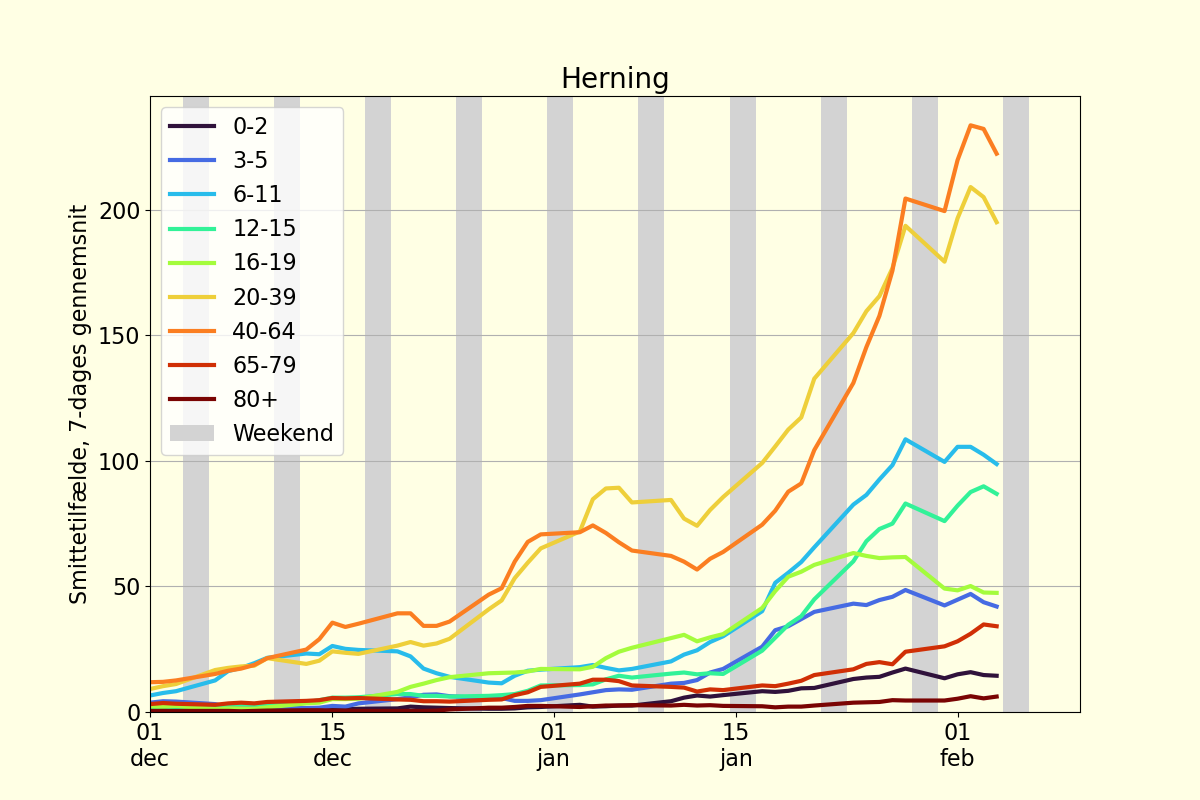 Herning
Smittetilfælde, 7-dages gennemsnit
0-2
3-5
6-11
12-15
16-19
20-39
40-64
65-79
80+
Weekend
200
150
100
50
0
01
dec
15
dec
01
jan
15
jan
01
feb